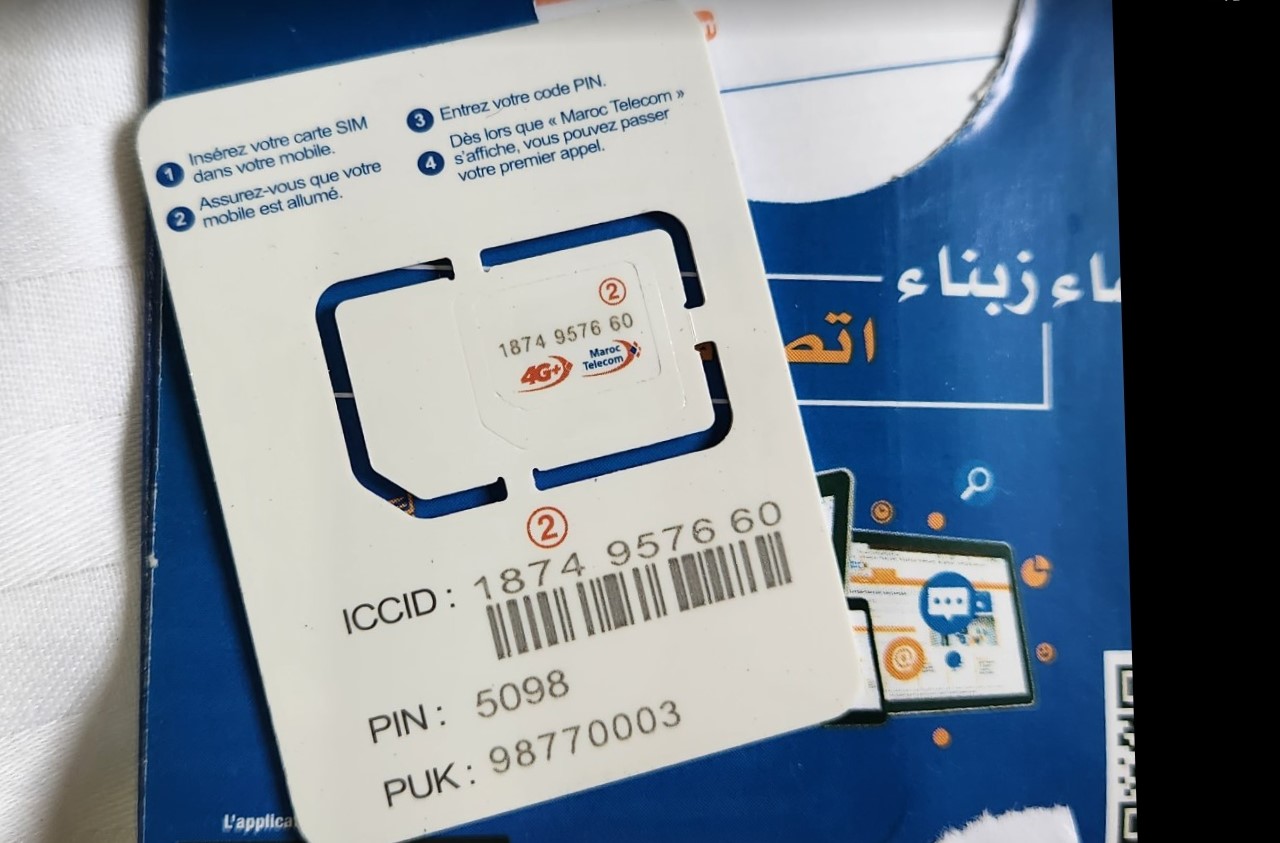 1 Insérez votre carte SIM
dans votre mobile.
2 Assurez-vous que votre
mobile est allumé.
3 Entrez votre code PIN.
4 Dès lors que « Maroc Telecom »
s'affiche, vous pouvez passer
votre premier appel.
2
1874 9576 60
4G+ Maroc
Telecom
2
ICCID : 1874 9576 60
PIN : 5098
PUK : 98770003
زبناء
L'applica